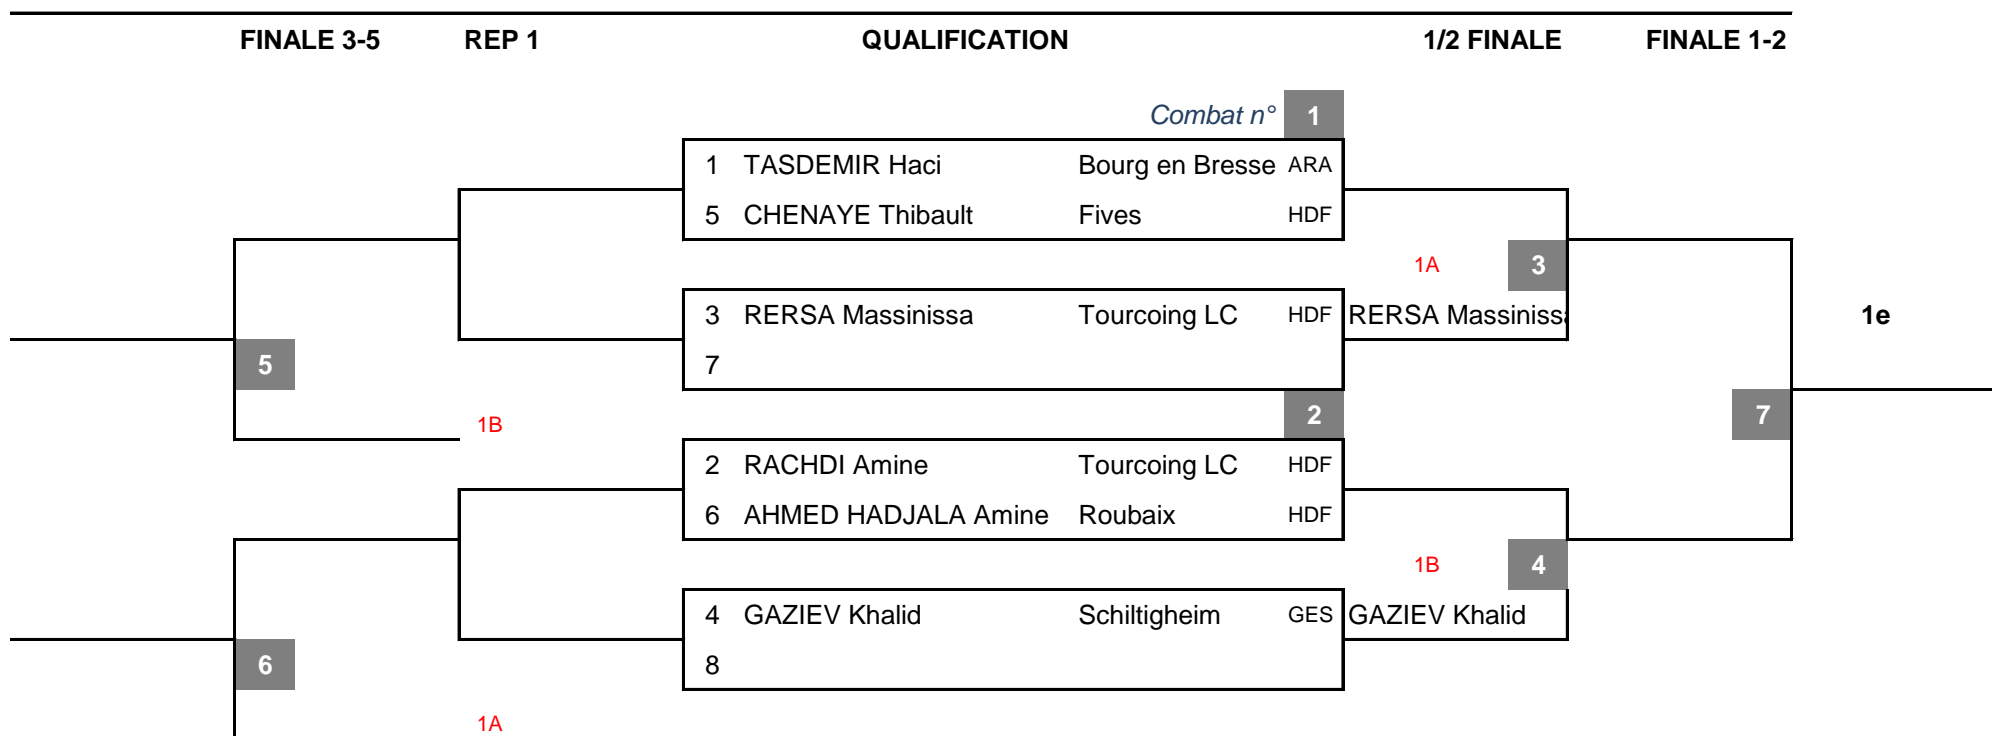 FINALE 3-5 REP 1 QUALIFICATION 1/2 FINALE FINALE 1-2
Combat n° 1
1 TASDEMIR Haci Bourg en Bresse ARA
5 CHENAYE Thibault Fives HDF
1A 3
3 RERSA Massinissa Tourcoing LC HDF RERSA Massinissa 1e
5 7
2
1B 7
2 RACHDI Amine Tourcoing LC HDF
6 AHMED HADJALA Amine Roubaix HDF
1B 4
4 GAZIEV Khalid Schiltigheim GES GAZIEV Khalid
6 8
1A